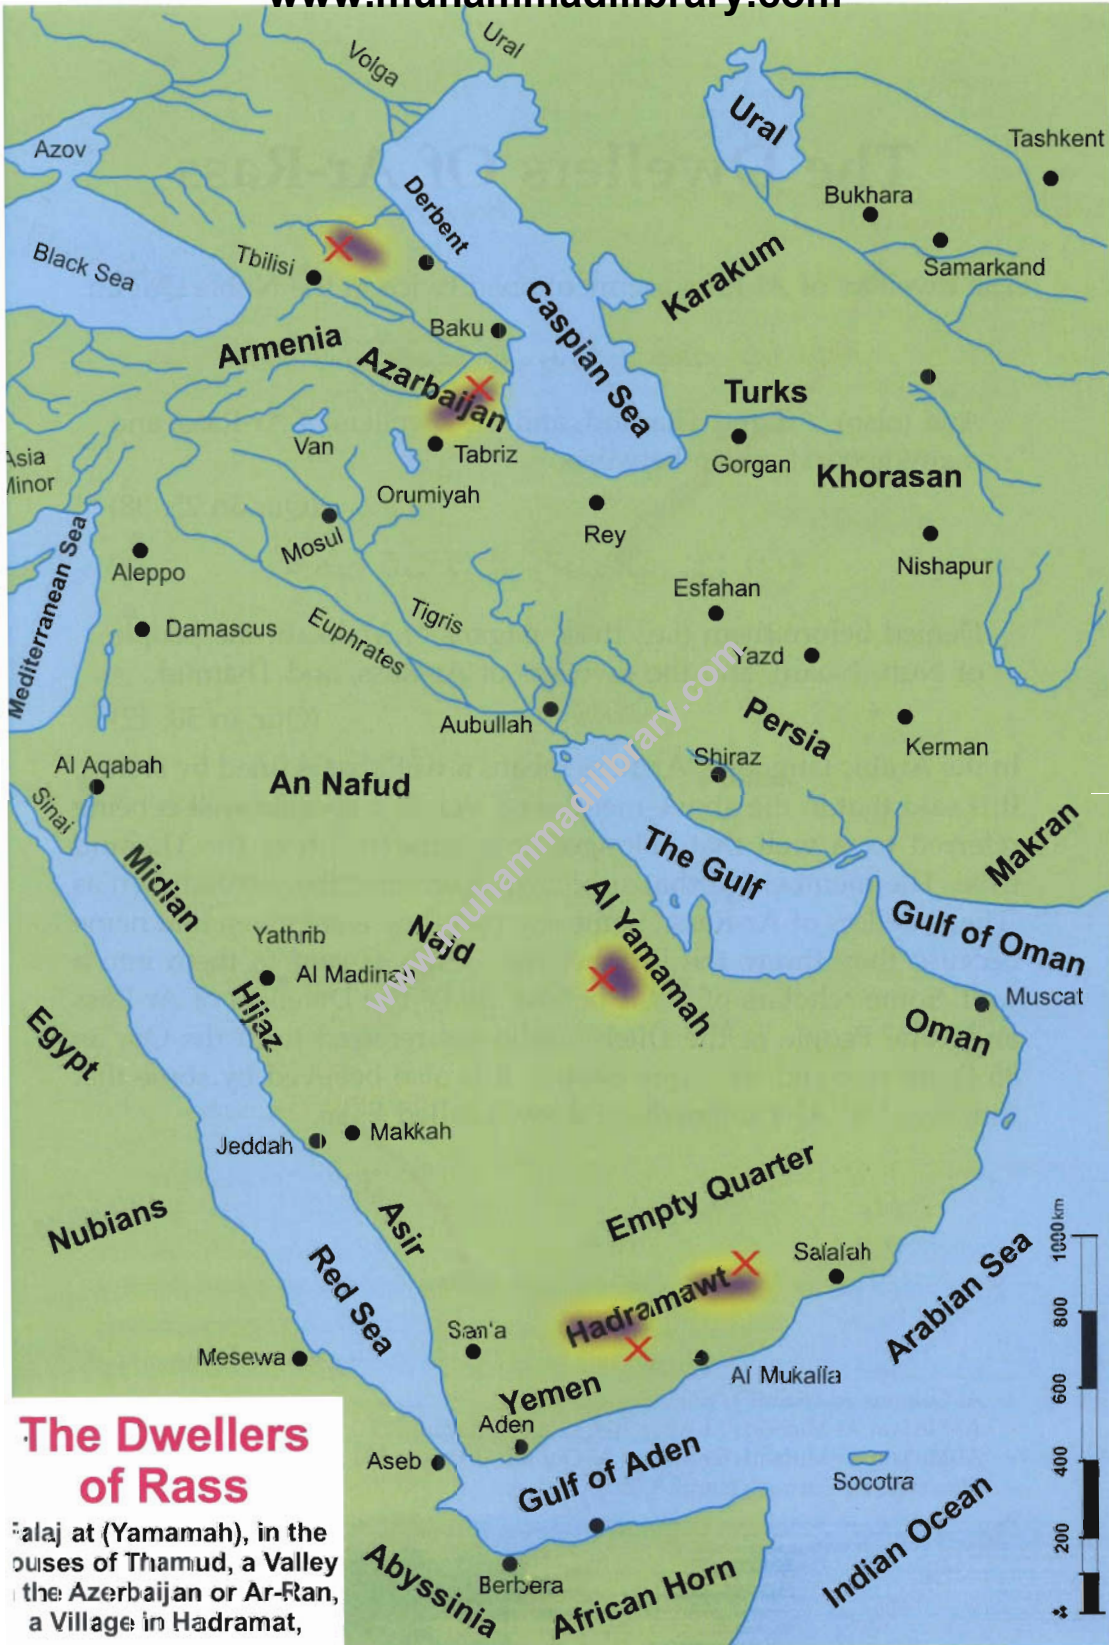 www.muhammadilibrary.com
Ural
Volga
Ural
Tashkent
Azov
Bukhara
Derbent
Samarkand
Black Sea
Tbilisi
Karakum
Baku
Caspian Sea
Armenia
Azarbaijan
Turks
Van
Tabriz
Gorgan
Khorasan
Asia
Minor
Orumiyah
Rey
Mosul
Nishapur
Aleppo
Mediterranean Sea
Esfahan
Damascus
Euphrates
Tigris
Yazd
Aubullah
Persia
Kerman
Shiraz
Al Aqabah
An Nafud
Sinai
The Gulf
Makran
Midian
Al Yamamah
Gulf of Oman
Yathrib
Al Madinah
Najd
www.muhammadilibrary.com
Hijaz
Muscat
Egypt
Oman
Jeddah
Makkah
Empty Quarter
Nubians
Asir
Salalah
1000km
Red Sea
Hadramawt
Arabian Sea
800
San'a
Mesewa
Al Mukalla
600
Yemen
Aden
Aseb
Gulf of Aden
Socotra
400
Indian Ocean
200
Abyssinia
Berbera
African Horn
The Dwellers
of Rass
Falaj at (Yamamah), in the
ouses of Thamud, a Valley
the Azerbaijan or Ar-Ran,
a Village in Hadramat,